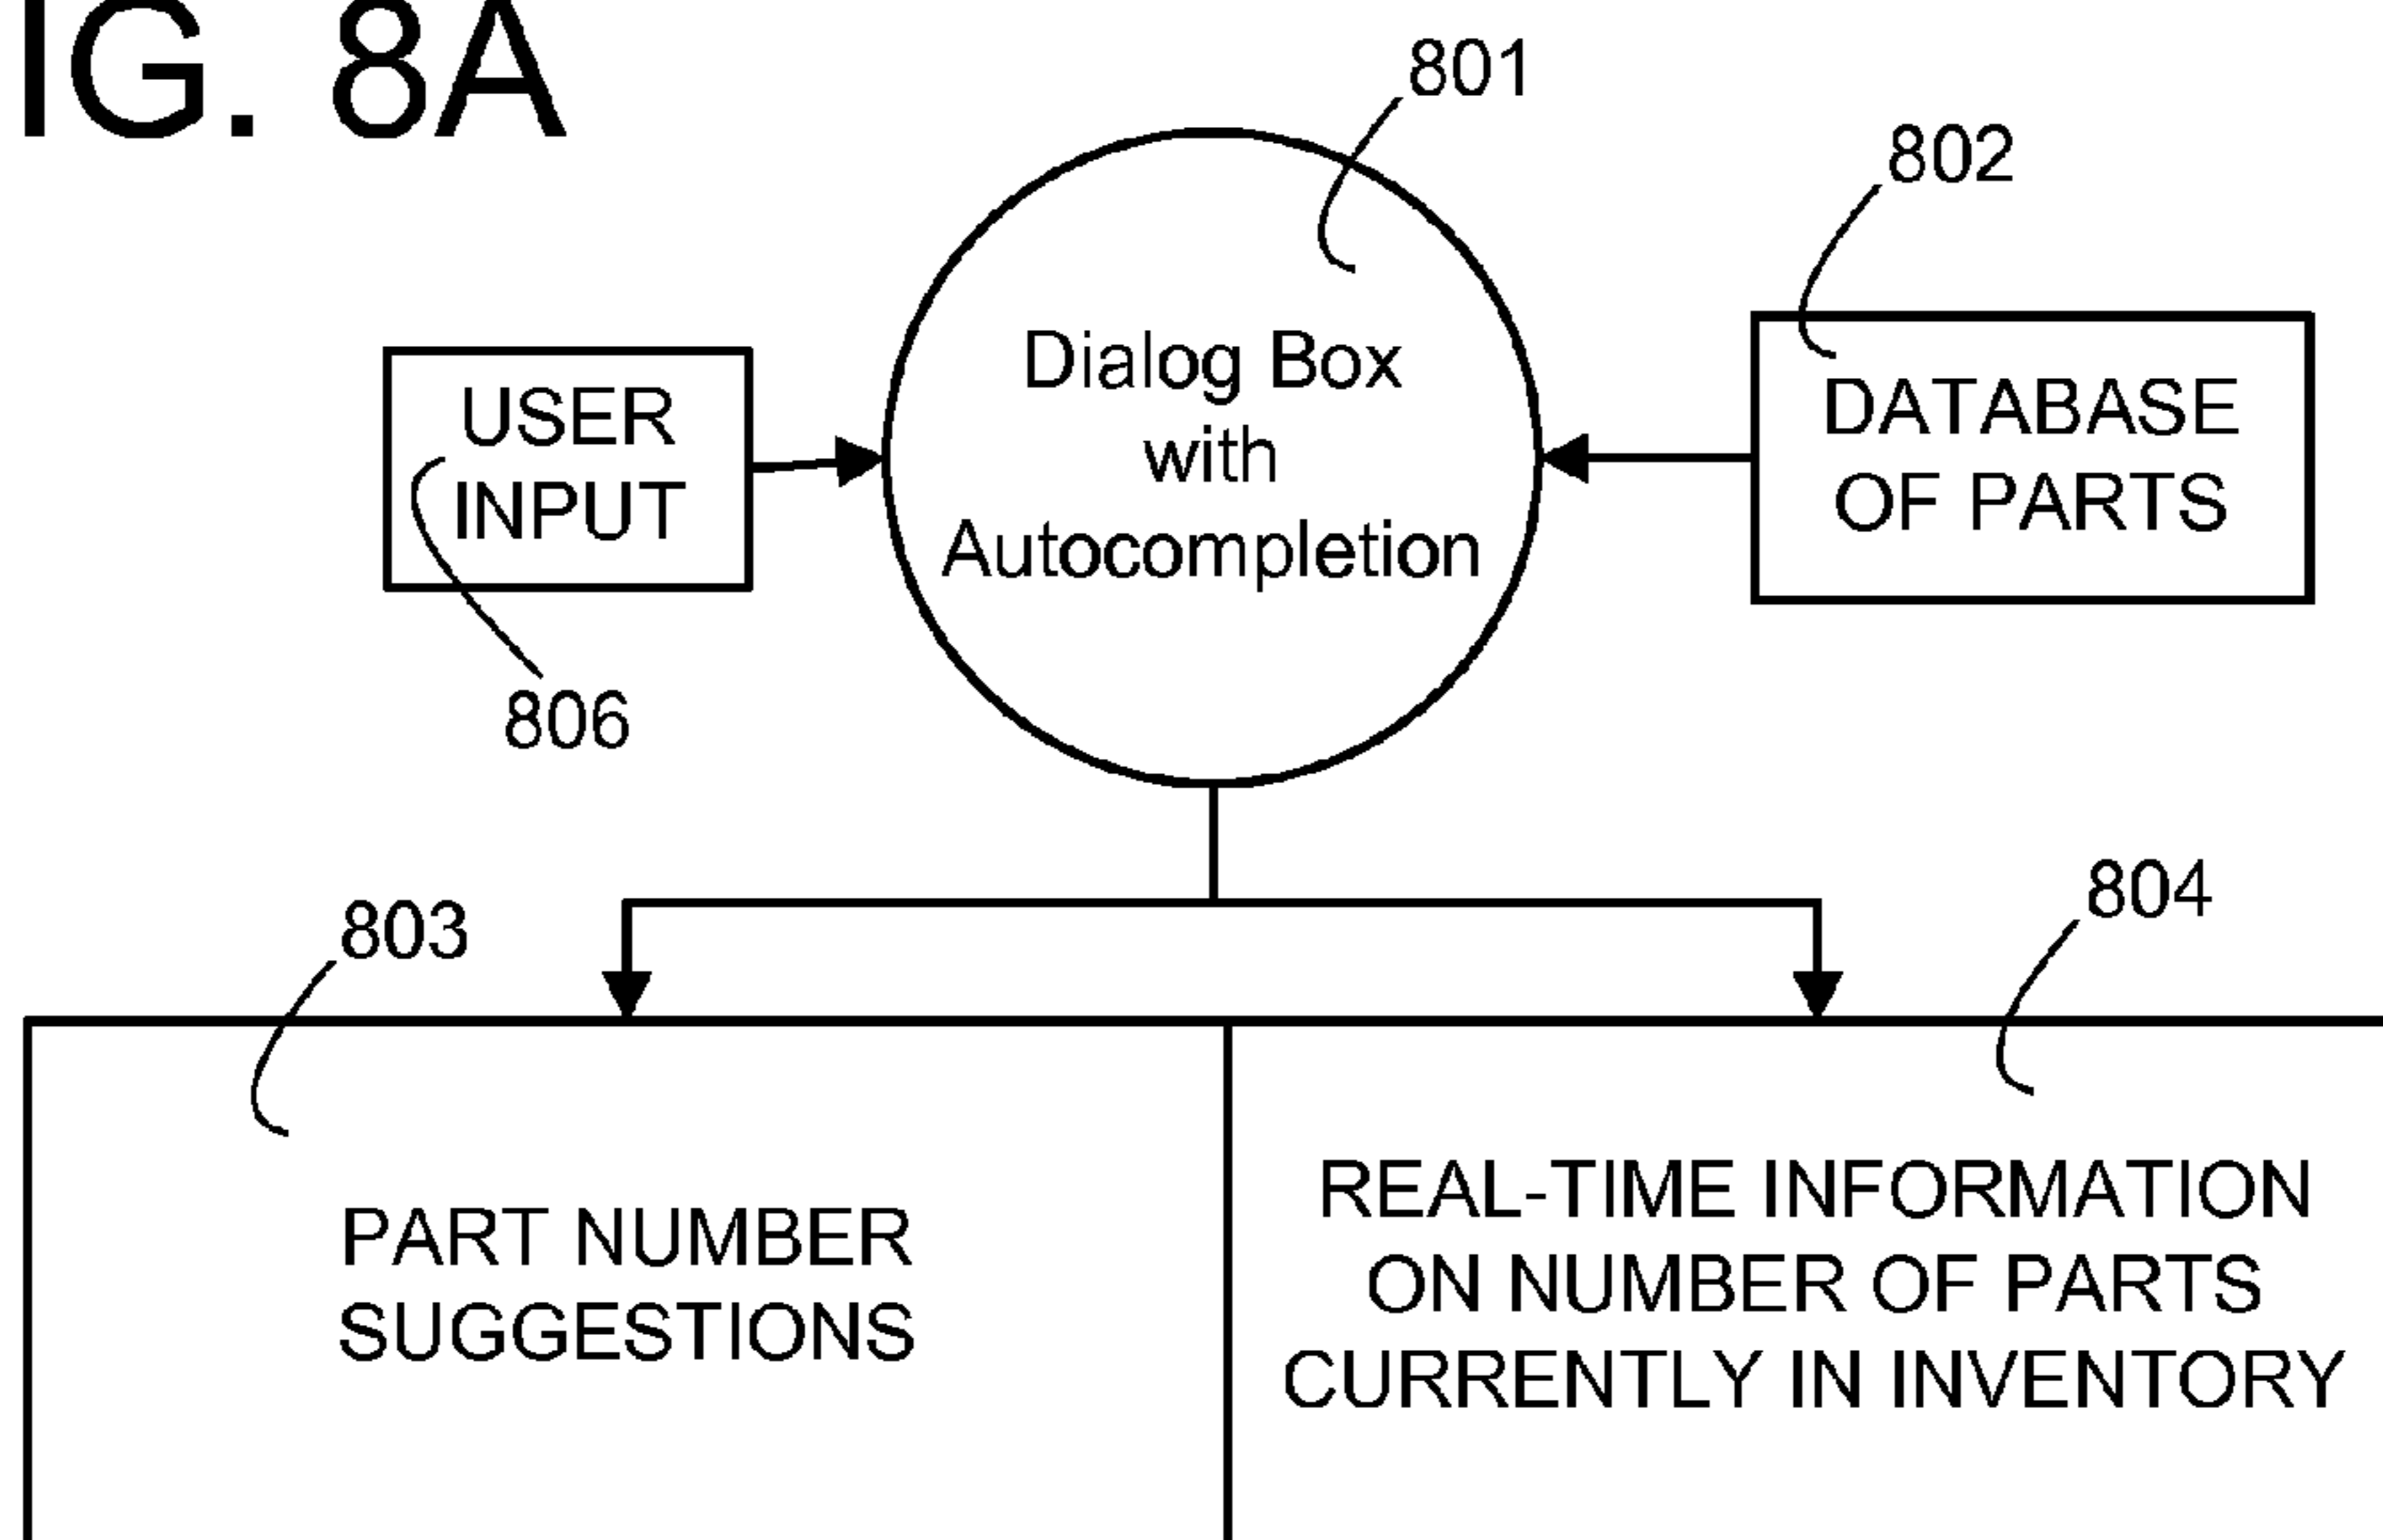 IG. 8A
801
802
Dialog Box
with
Autocompletion
USER
INPUT
DATABASE
OF PARTS
806
803
804
PART NUMBER
SUGGESTIONS
REAL-TIME INFORMATION
ON NUMBER OF PARTS
CURRENTLY IN INVENTORY